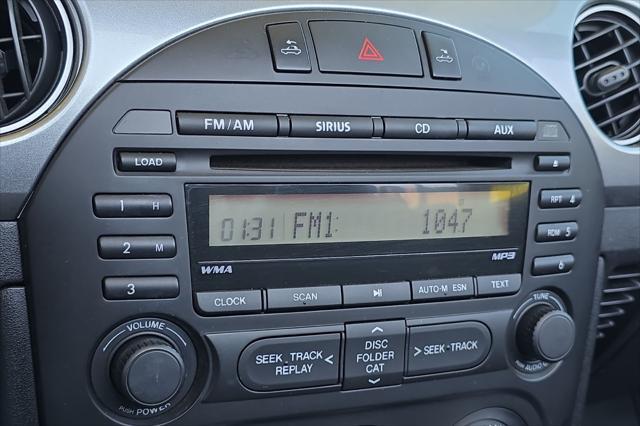 FM/AM SIRIUS CD AUX
LOAD
1 H
2 M
3
RPT 4
RDM 5
6
01:31 FM1: 104.7
WMA MP3
CLOCK SCAN AUTO-M ESN TEXT
VOLUME
PUSH POWER
SEEK TRACK
REPLAY
DISC
FOLDER
CAT
SEEK·TRACK
TUNE
PUSH AUDIO